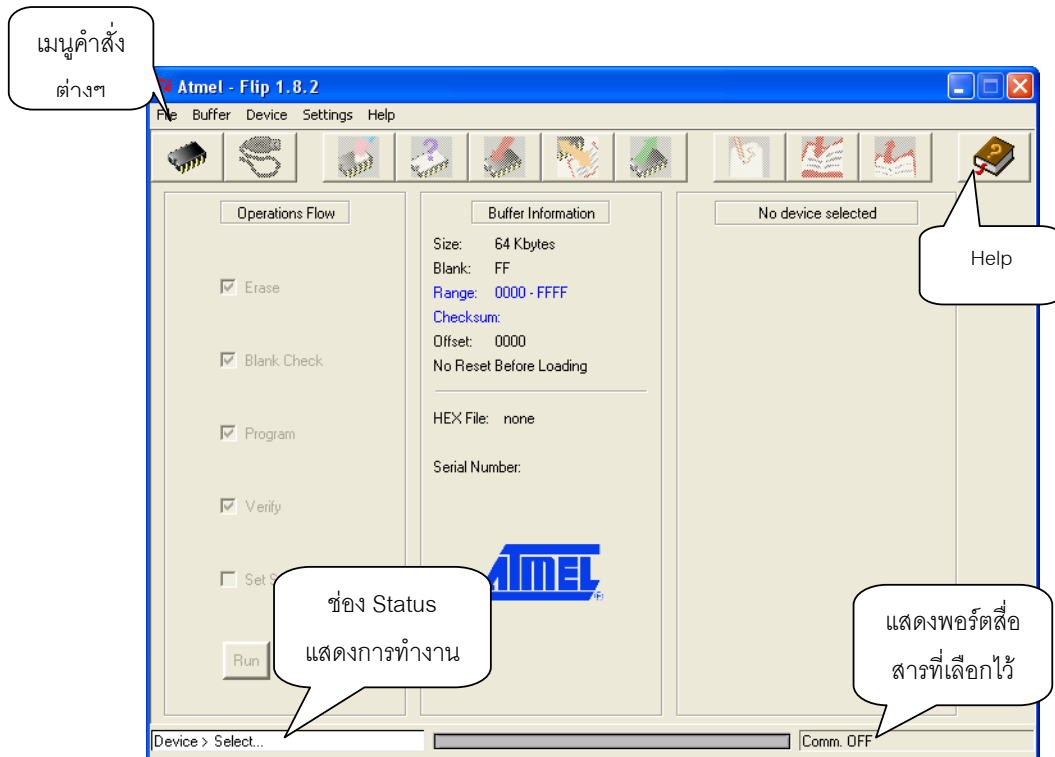 เมนูคำสั่ง
ต่างๆ
Atmel - Flip 1.8.2
File Buffer Device Settings Help
Operations Flow
Erase
Blank Check
Program
Verify
Set S
Run
Buffer Information
Size: 64 Kbytes
Blank: FF
Range: 0000 - FFFF
Checksum:
Offset: 0000
No Reset Before Loading
HEX File: none
Serial Number:
ATMEL
No device selected
Help
ช่อง Status
แสดงการทำงาน
แสดงพอร์ตสื่อ
สารที่เลือกไว้
Device > Select...
Comm. OFF